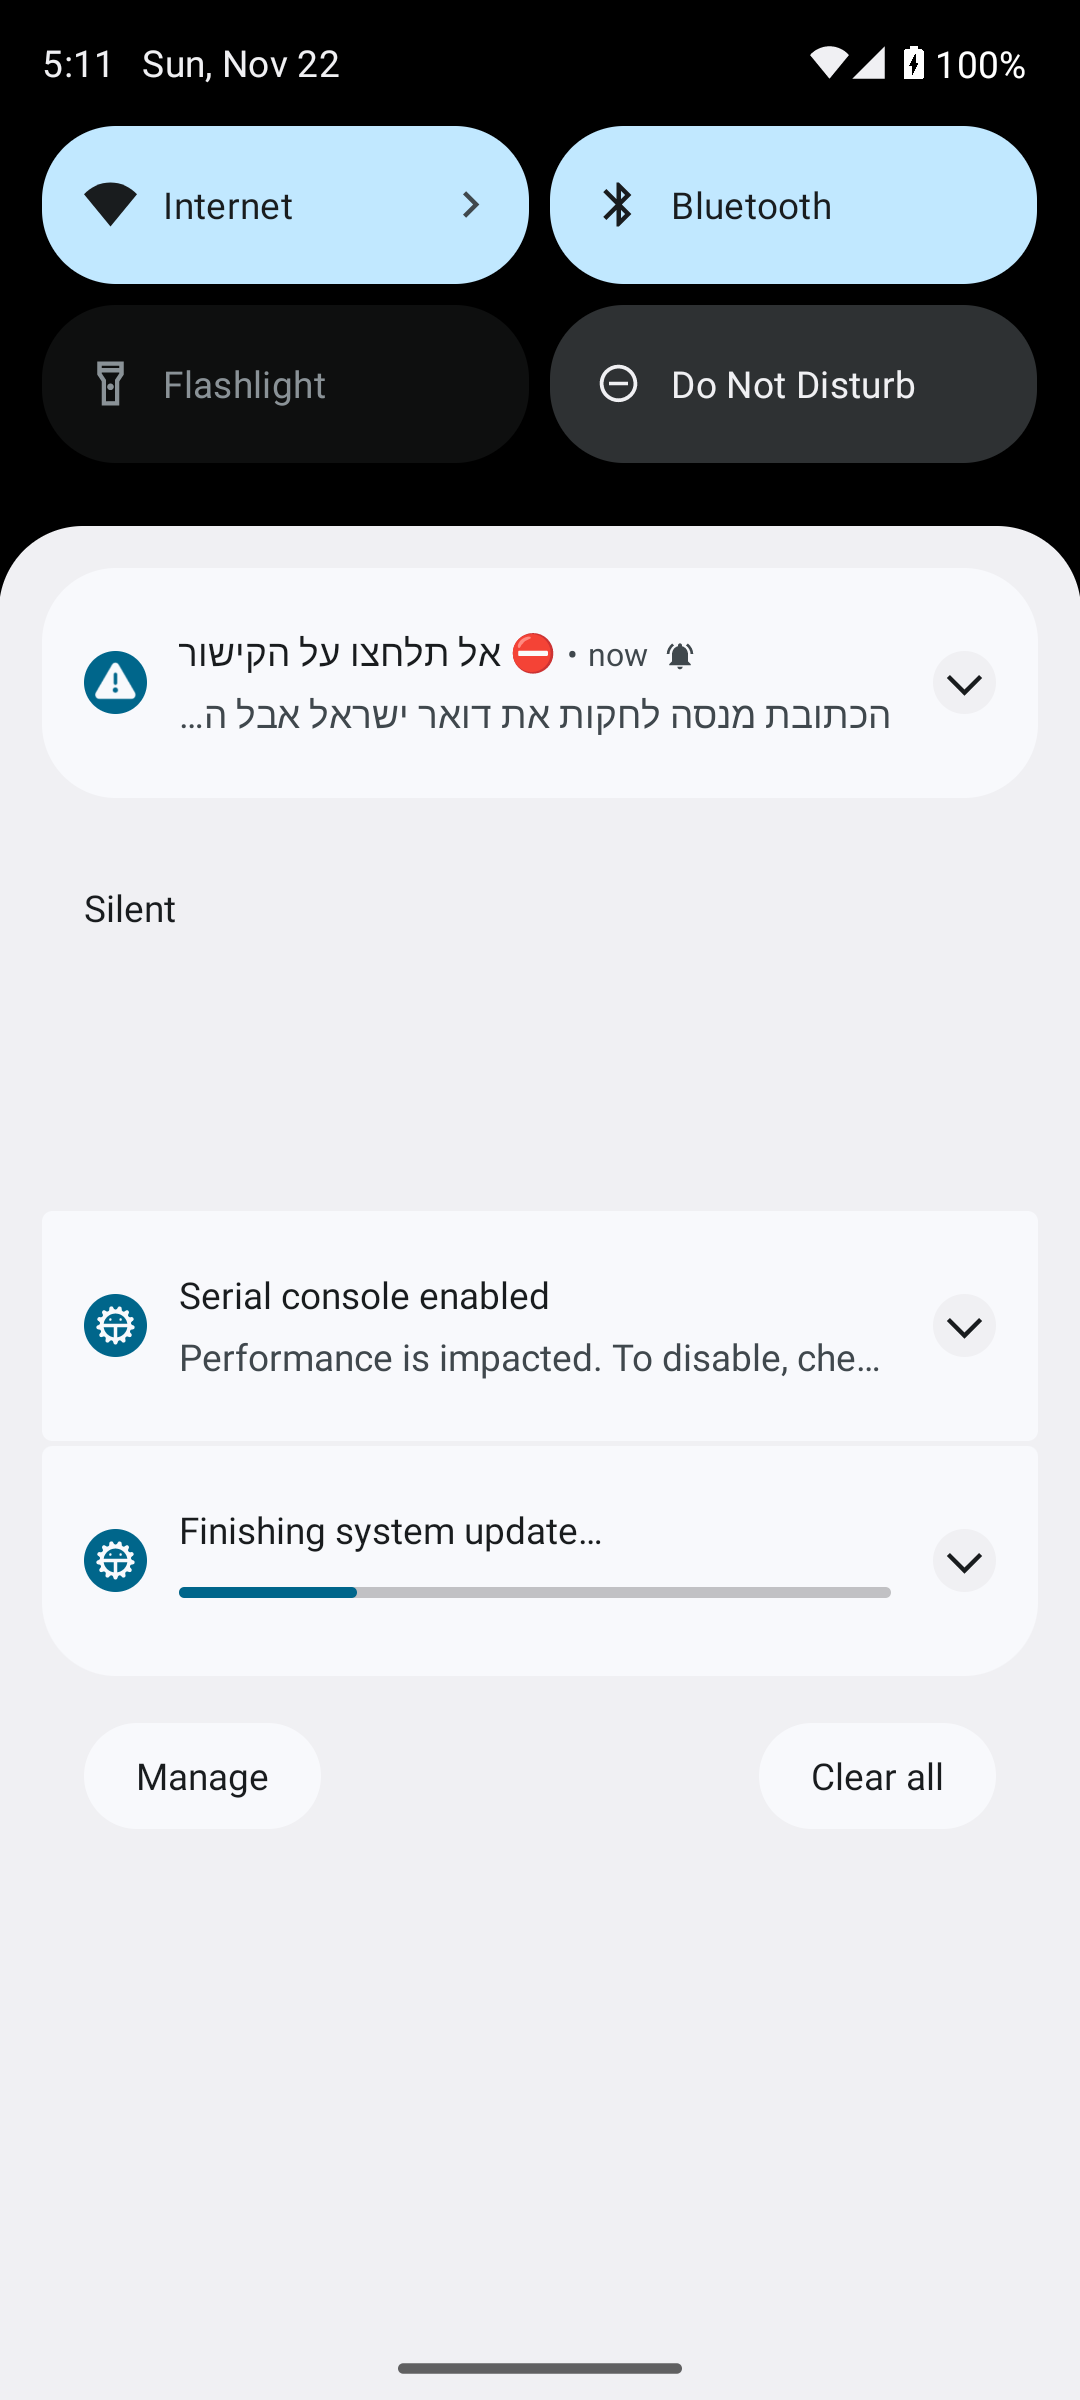 5:11 Sun, Nov 22 100%
Internet
Bluetooth
Flashlight
Do Not Disturb
⛔ אל תלחצו על הקישור • now
הכתובת מנסה לחקות את דואר ישראל אבל ה...
Silent
Serial console enabled
Performance is impacted. To disable, che...
Finishing system update...
Manage
Clear all